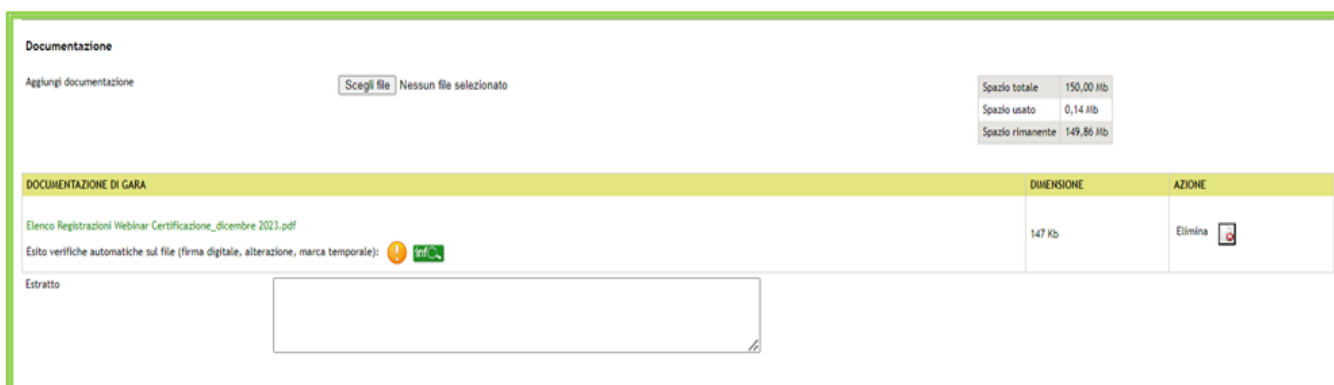 Documentazione
Aggiungi documentazione
Scegli file Nessun file selezionato
Spazio totale 150,00 Mb
Spazio usato 0,14 Mb
Spazio rimanente 149,86 Mb
DOCUMENTAZIONE DI GARA DIMENSIONE AZIONE
Elenco Registrazioni Webinar Certificazione_dicembre 2023.pdf
147 Kb Elimina
Esito verifiche automatiche sul file (firma digitale, alterazione, marca temporale): info
Estratto